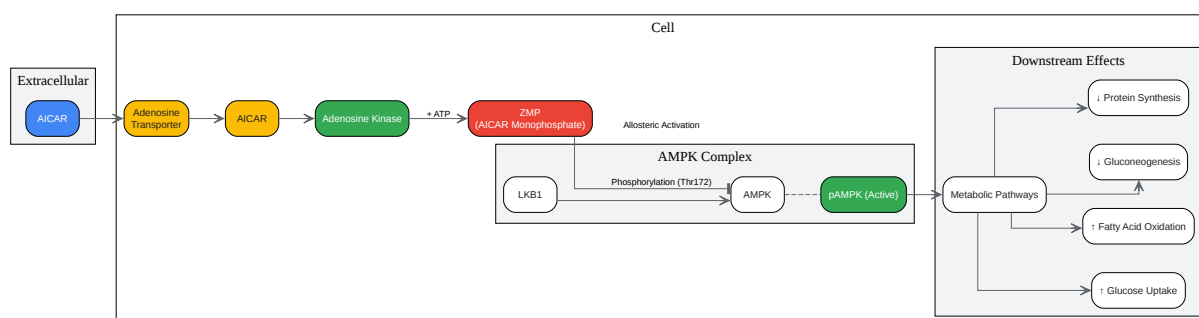 Cell
Extracellular
AICAR
Adenosine
Transporter
AICAR
Adenosine Kinase
+ ATP
ZMP
(AICAR Monophosphate)
Allosteric Activation
AMPK Complex
LKB1
Phosphorylation (Thr172)
AMPK
pAMPK (Active)
Downstream Effects
Metabolic Pathways
↓ Protein Synthesis
↓ Gluconeogenesis
↑ Fatty Acid Oxidation
↑ Glucose Uptake